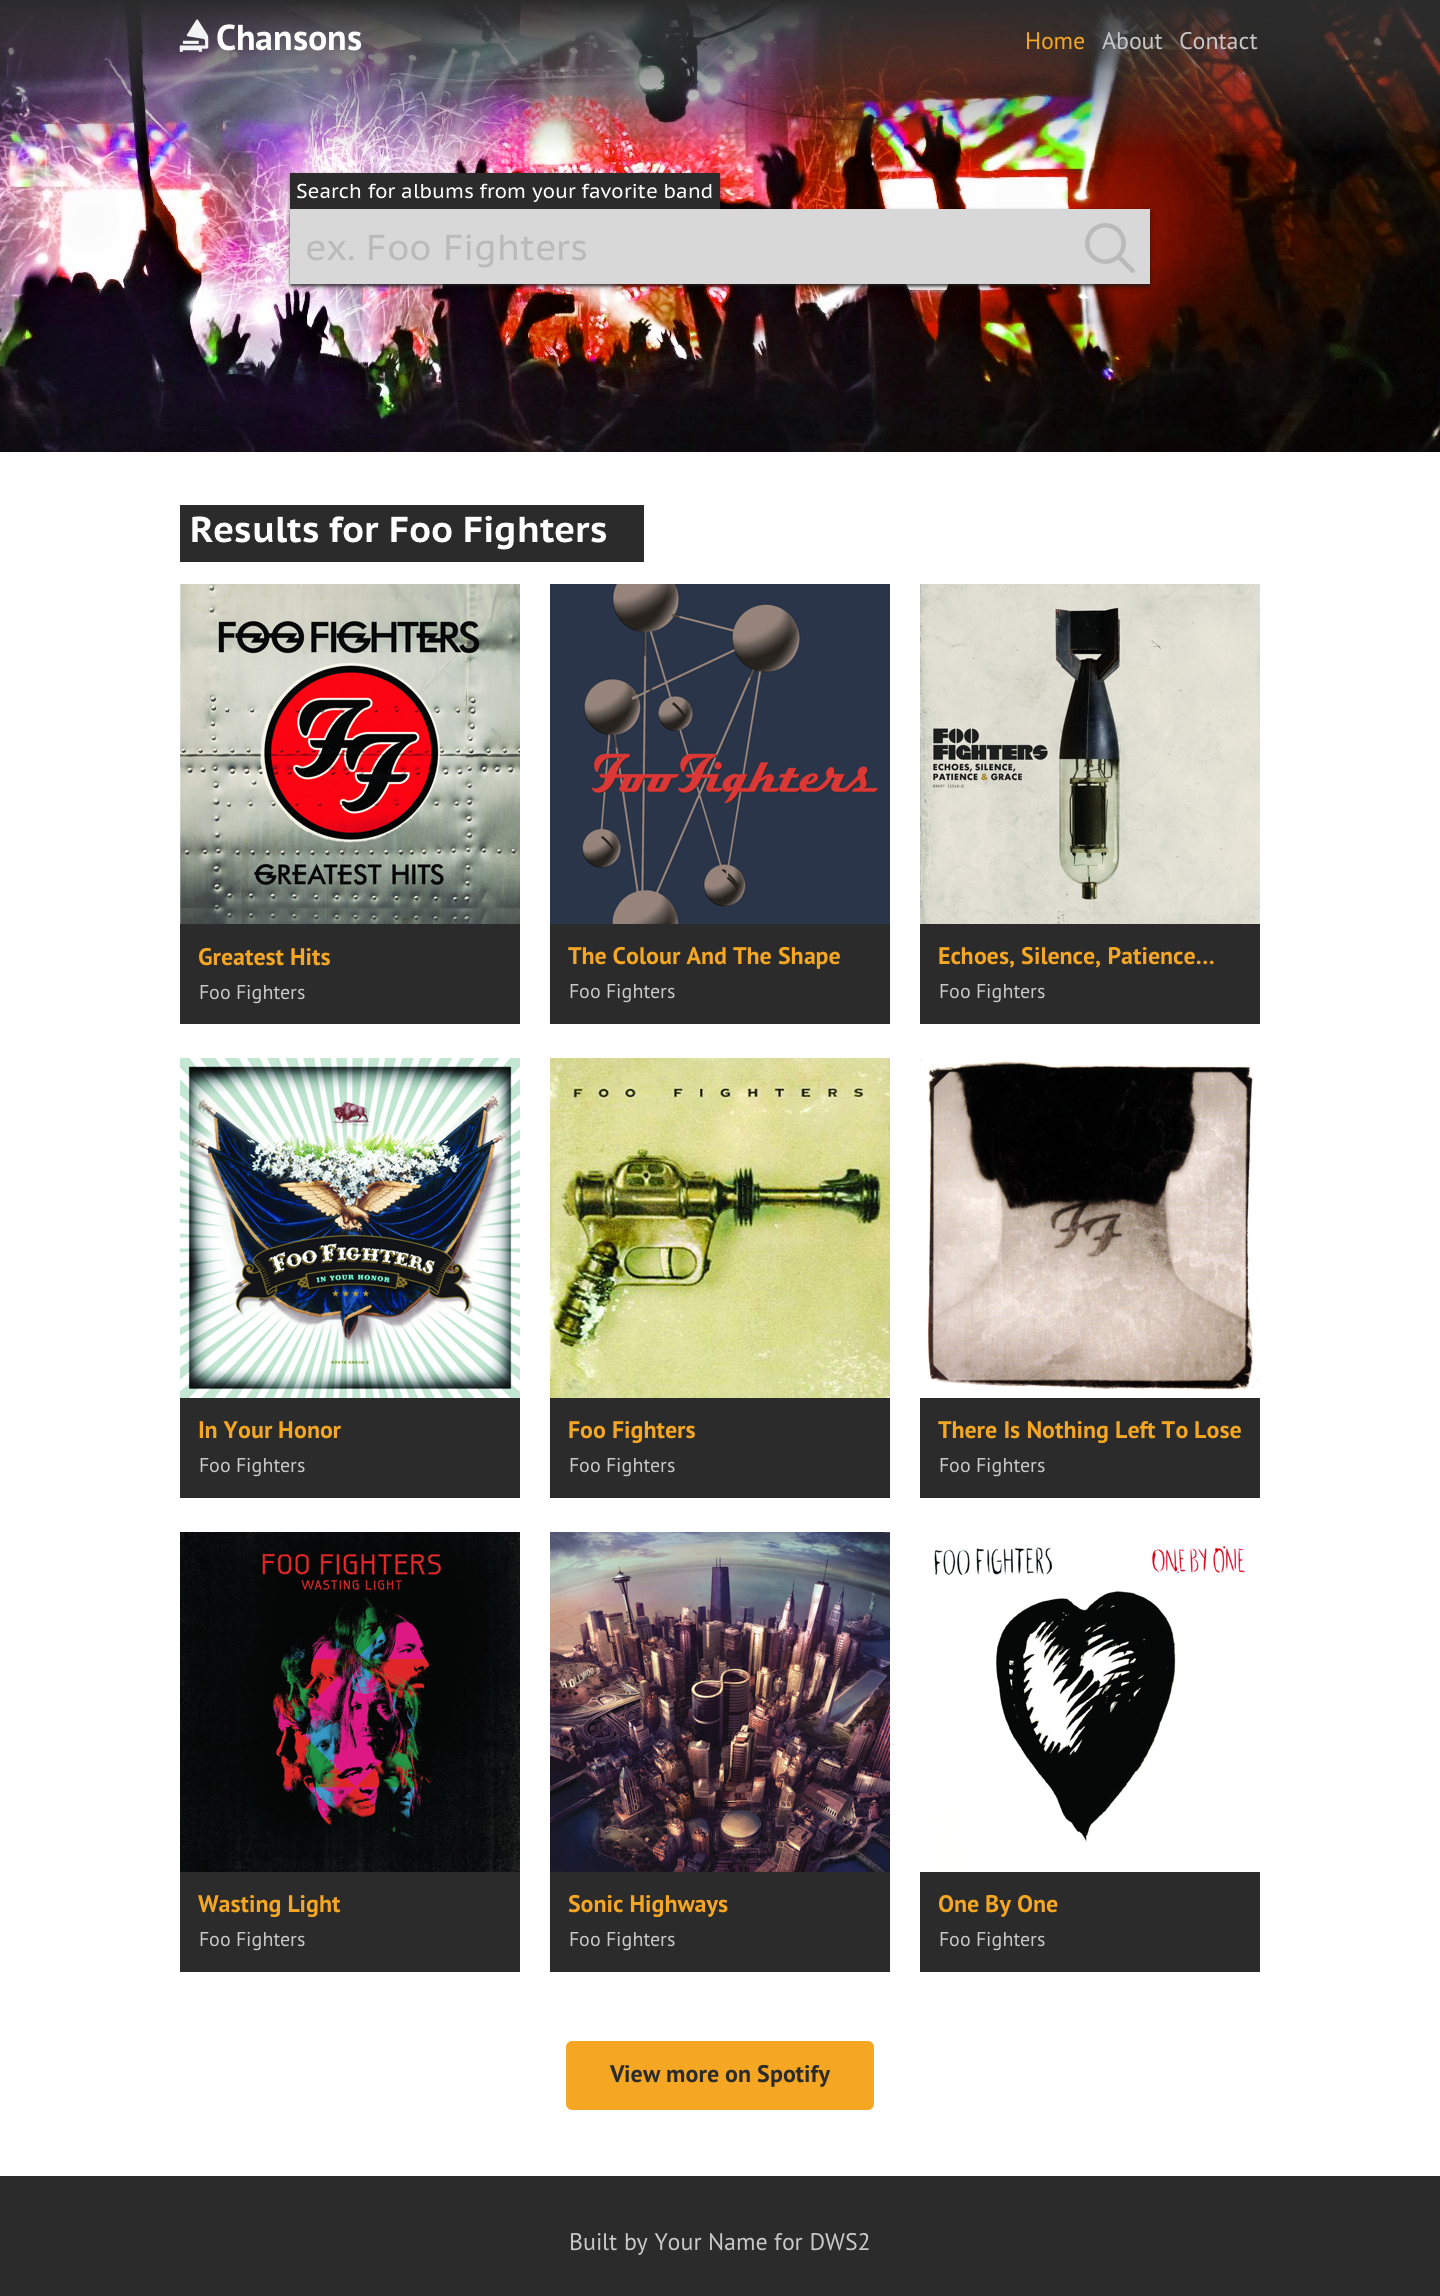 Chansons
Home About Contact
Search for albums from your favorite band
ex. Foo Fighters
Results for Foo Fighters
FOO FIGHTERS
FF
GREATEST HITS
Foo Fighters
FOO
FIGHTERS
ECHOES, SILENCE,
PATIENCE & GRACE
Greatest Hits
Foo Fighters
The Colour And The Shape
Foo Fighters
Echoes, Silence, Patience...
Foo Fighters
FOO FIGHTERS
IN YOUR HONOR
FOO FIGHTERS
FF
In Your Honor
Foo Fighters
Foo Fighters
Foo Fighters
There Is Nothing Left To Lose
Foo Fighters
FOO FIGHTERS
WASTING LIGHT
HOLLYWOOD
FOO FIGHTERS
ONE BY ONE
Wasting Light
Foo Fighters
Sonic Highways
Foo Fighters
One By One
Foo Fighters
View more on Spotify
Built by Your Name for DWS2